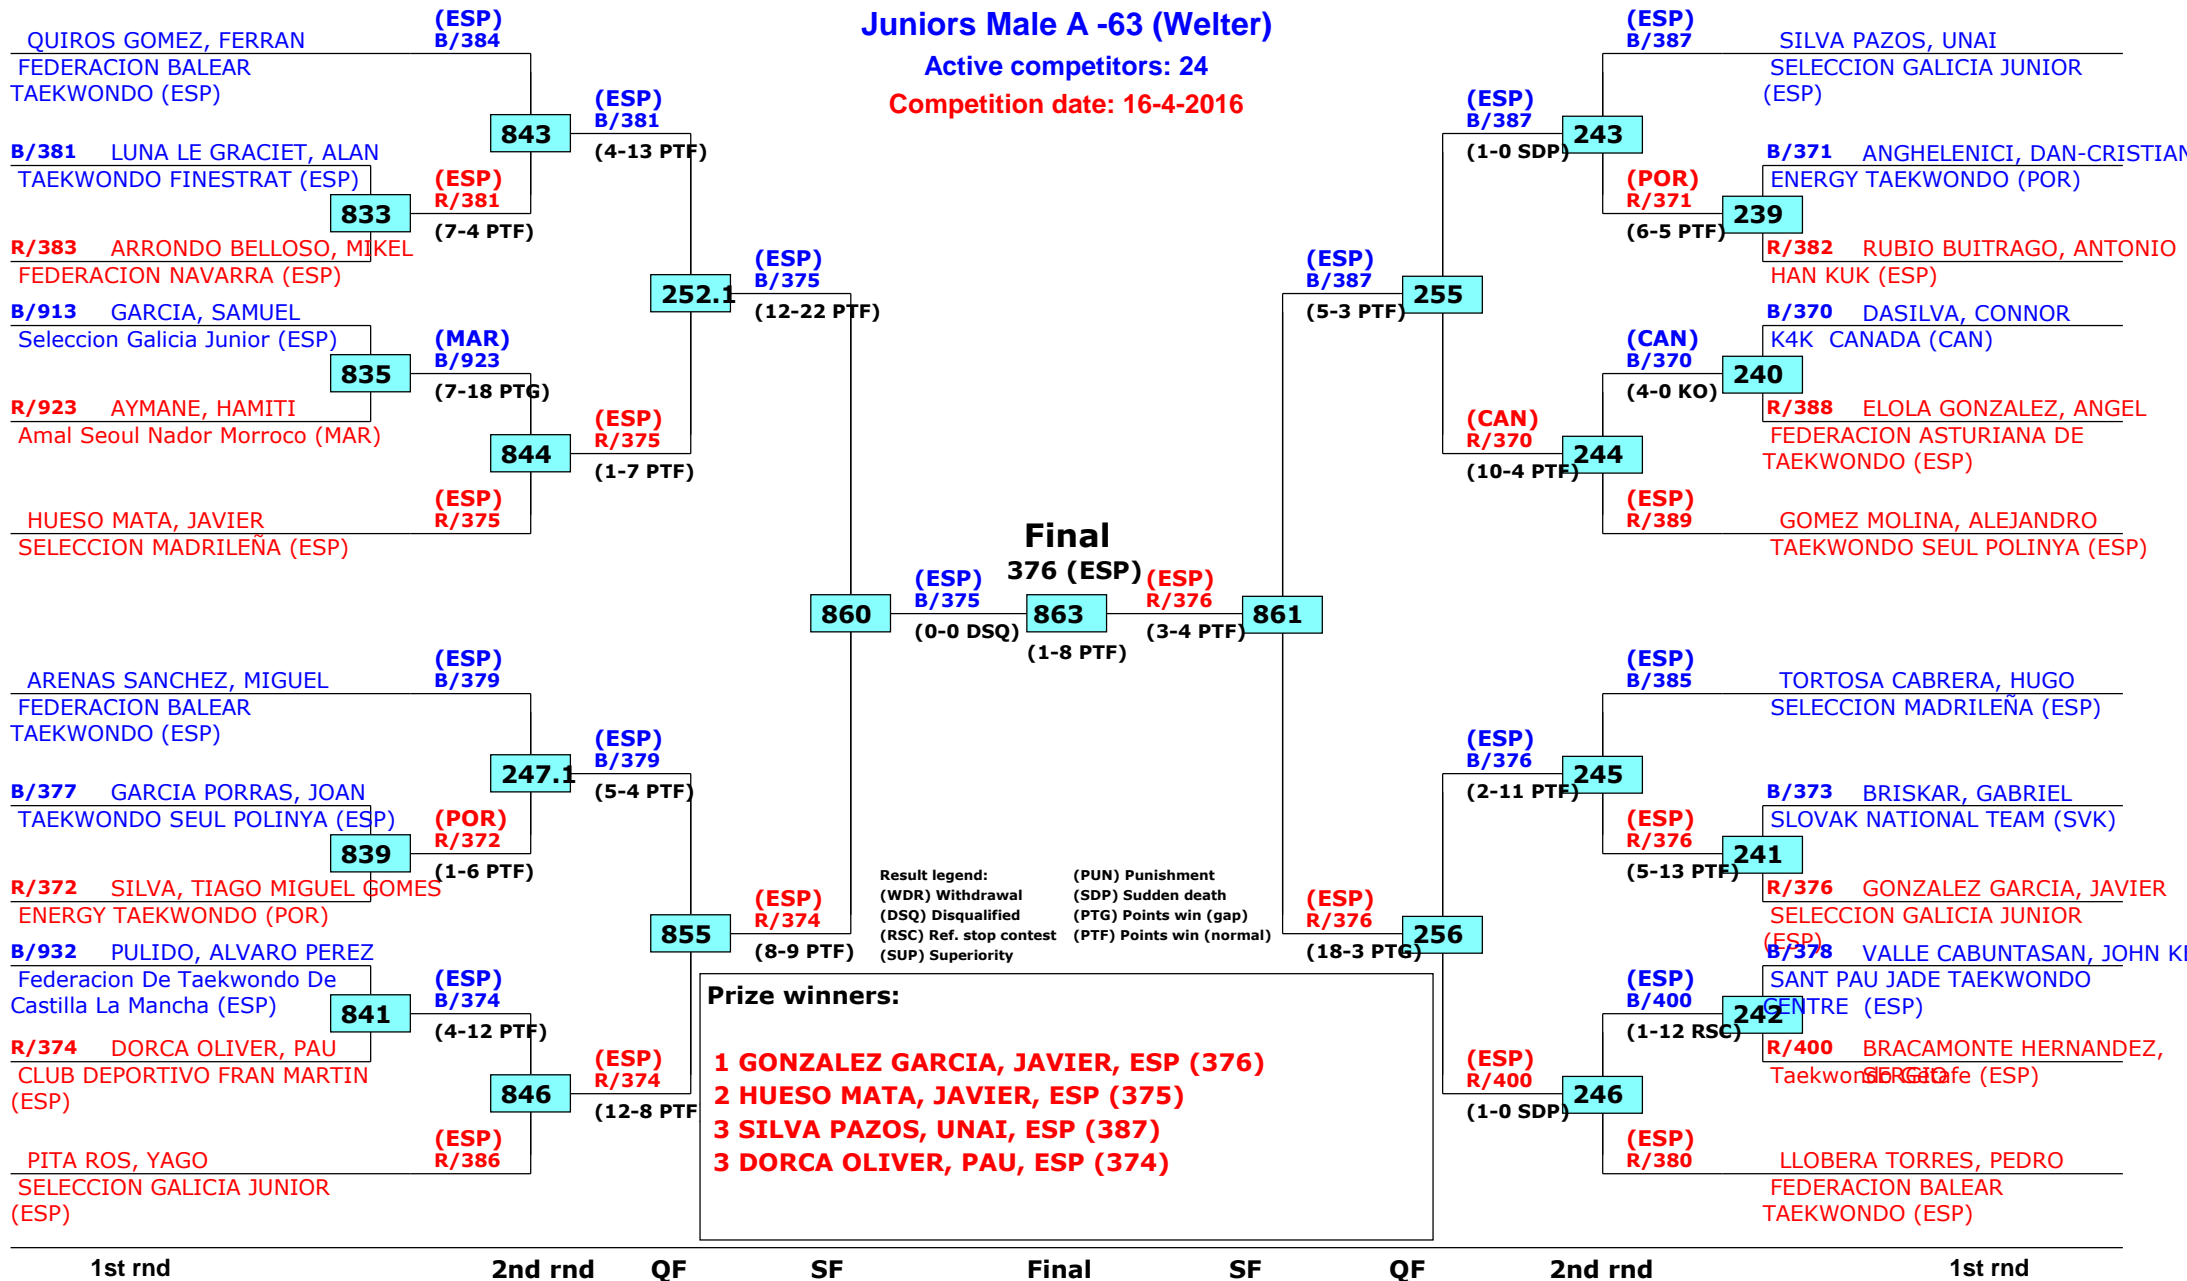 Juniors Male A -63 (Welter)
Active competitors: 24
Competition date: 16-4-2016
(ESP)
QUIROS GOMEZ, FERRAN B/384
FEDERACION BALEAR
TAEKWONDO (ESP)
843
(ESP)
B/381
(4-13 PTF)
B/381 LUNA LE GRACIET, ALAN
TAEKWONDO FINESTRAT (ESP)
833
(ESP)
R/381
(7-4 PTF)
R/383 ARRONDO BELLOSO, MIKEL
FEDERACION NAVARRA (ESP)
252.1
(ESP)
B/375
(12-22 PTF)
B/913 GARCIA, SAMUEL
Seleccion Galicia Junior (ESP)
835
(MAR)
B/923
(7-18 PTG)
R/923 AYMANE, HAMITI
Amal Seoul Nador Morroco (MAR)
844
(ESP)
R/375
(1-7 PTF)
(ESP)
HUESO MATA, JAVIER R/375
SELECCION MADRILEÑA (ESP)
860
(ESP)
B/375
(0-0 DSQ)
Final
376 (ESP)
863
(1-8 PTF)
(ESP)
R/376
(3-4 PTF)
861
(ESP)
ARENAS SANCHEZ, MIGUEL B/379
FEDERACION BALEAR
TAEKWONDO (ESP)
247.1
(ESP)
B/379
(5-4 PTF)
B/377 GARCIA PORRAS, JOAN
TAEKWONDO SEUL POLINYA (ESP)
839
(POR)
R/372
(1-6 PTF)
R/372 SILVA, TIAGO MIGUEL GOMES
ENERGY TAEKWONDO (POR)
855
(ESP)
R/374
(8-9 PTF)
B/932 PULIDO, ALVARO PEREZ
Federacion De Taekwondo De
Castilla La Mancha (ESP)
841
(ESP)
B/374
(4-12 PTF)
R/374 DORCA OLIVER, PAU
CLUB DEPORTIVO FRAN MARTIN
(ESP)
846
(ESP)
R/374
(12-8 PTF
(ESP)
PITA ROS, YAGO R/386
SELECCION GALICIA JUNIOR
(ESP)
(ESP)
B/387 SILVA PAZOS, UNAI
SELECCION GALICIA JUNIOR
(ESP)
(ESP)
B/387
(1-0 SDP)
243
B/371 ANGHELENICI, DAN-CRISTIAN
ENERGY TAEKWONDO (POR)
(POR)
R/371
(6-5 PTF)
239
R/382 RUBIO BUITRAGO, ANTONIO
HAN KUK (ESP)
(ESP)
B/387
(5-3 PTF)
255
B/370 DASILVA, CONNOR
K4K CANADA (CAN)
(CAN)
B/370
(4-0 KO)
240
R/388 ELOLA GONZALEZ, ANGEL
FEDERACION ASTURIANA DE
TAEKWONDO (ESP)
(CAN)
R/370
(10-4 PTF)
244
(ESP)
R/389 GOMEZ MOLINA, ALEJANDRO
TAEKWONDO SEUL POLINYA (ESP)
(ESP)
B/385 TORTOSA CABRERA, HUGO
SELECCION MADRILEÑA (ESP)
(ESP)
B/376
(2-11 PTF)
245
B/373 BRISKAR, GABRIEL
SLOVAK NATIONAL TEAM (SVK)
(ESP)
R/376
(5-13 PTF)
241
R/376 GONZALEZ GARCIA, JAVIER
SELECCION GALICIA JUNIOR
(ESP)
(ESP)
R/376
(18-3 PTG)
256
B/378 VALLE CABUNTASAN, JOHN
SANT PAU JADE TAEKWONDO
CENTRE (ESP)
(ESP)
B/400
(1-12 RSC)
242
R/400 BRACAMONTE HERNANDEZ,
SERGIO
Taekwondo Getafe (ESP)
(ESP)
R/400
(1-0 SDP)
246
(ESP)
R/380 LLOBERA TORRES, PEDRO
FEDERACION BALEAR
TAEKWONDO (ESP)
Result legend:
(WDR) Withdrawal
(DSQ) Disqualified
(RSC) Ref. stop contest
(SUP) Superiority
(PUN) Punishment
(SDP) Sudden death
(PTG) Points win (gap)
(PTF) Points win (normal)
Prize winners:
1 GONZALEZ GARCIA, JAVIER, ESP (376)
2 HUESO MATA, JAVIER, ESP (375)
3 SILVA PAZOS, UNAI, ESP (387)
3 DORCA OLIVER, PAU, ESP (374)
1st rnd 2nd rnd QF SF Final SF QF 2nd rnd 1st rnd